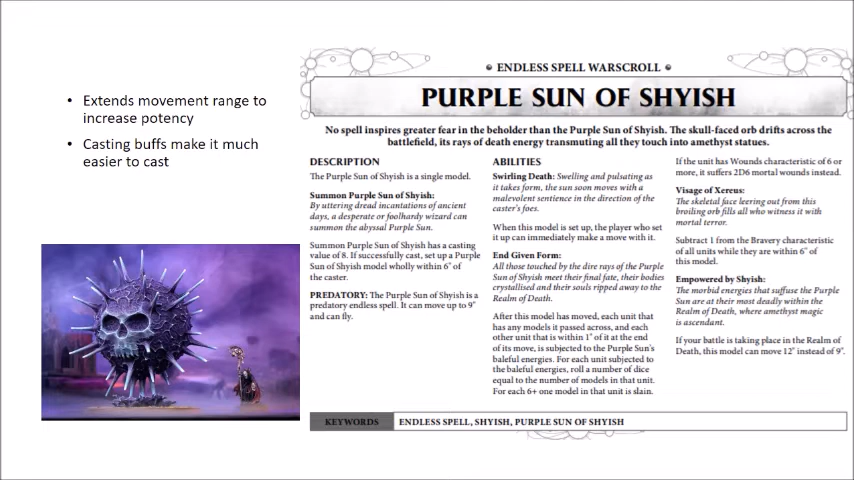 • Extends movement range to
increase potency
• Casting buffs make it much
easier to cast
• ENDLESS SPELL WARSCROLL •
PURPLE SUN OF SHYISH
No spell inspires greater fear in the beholder than the Purple Sun of Shyish. The skull-faced orb drifts across the
battlefield, its rays of death energy transmuting all they touch into amethyst statues.
DESCRIPTION
The Purple Sun of Shyish is a single model.
Summon Purple Sun of Shyish:
By uttering dread incantations of ancient
days, a desperate or foolhardy wizard can
summon the abyssal Purple Sun.
Summon Purple Sun of Shyish has a casting
value of 8. If successfully cast, set up a Purple
Sun of Shyish model wholly within 6" of
the caster.
PREDATORY: The Purple Sun of Shyish is a
predatory endless spell. It can move up to 9"
and can fly.
ABILITIES
Swirling Death: Swelling and pulsating as
it takes form, the sun soon moves with a
malevolent sentience in the direction of the
caster's foes.
When this model is set up, the player who set
it up can immediately make a move with it.
End Given Form:
All those touched by the dire rays of the Purple
Sun of Shyish meet their final fate, their bodies
crystallised and their souls ripped away to the
Realm of Death.
After this model has moved, each unit that
has any models it passed across, and each
other unit that is within 1" of it at the end
of its move, is subjected to the Purple Sun's
baleful energies. For each unit subjected to
the baleful energies, roll a number of dice
equal to the number of models in that unit.
For each 6+ one model in that unit is slain.
If the unit has Wounds characteristic of 6 or
more, it suffers 2D6 mortal wounds instead.
Visage of Xereus:
The skeletal face leering out from this
broiling orb fills all who witness it with
mortal terror.
Subtract 1 from the Bravery characteristic
of all units while they are within 6" of
this model.
Empowered by Shyish:
The morbid energies that suffuse the Purple
Sun are at their most deadly within the
Realm of Death, where amethyst magic
is ascendant.
If your battle is taking place in the Realm of
Death, this model can move 12" instead of 9".
KEYWORDS
ENDLESS SPELL, SHYISH, PURPLE SUN OF SHYISH